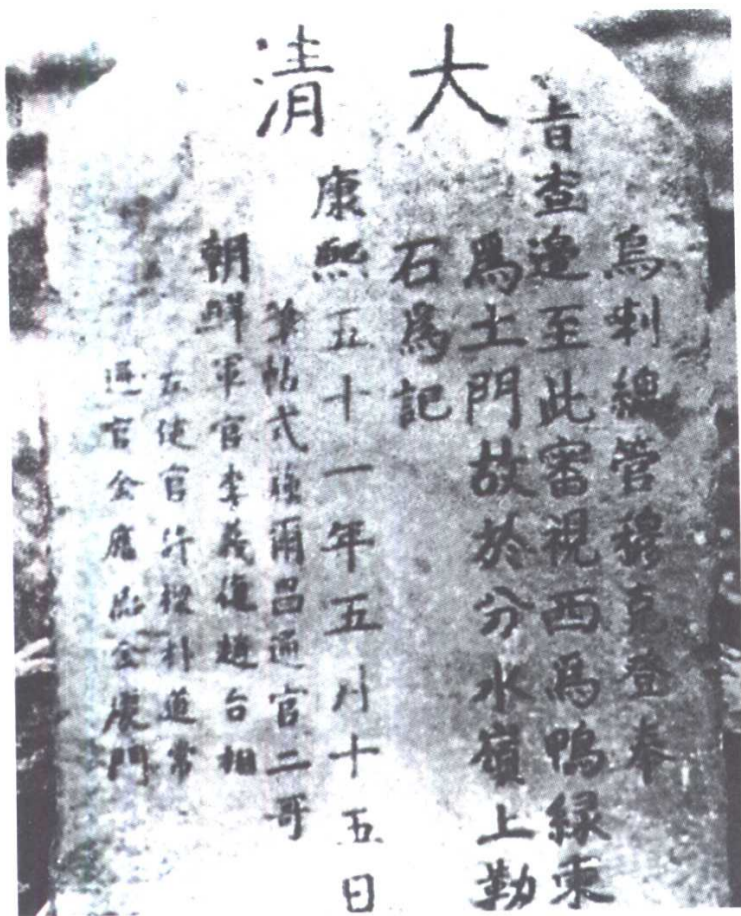 大清
烏剌總管穆克登奉
旨查邊至此審視西爲鴨緑東
爲土門故於分水嶺上勒
石爲記
康熙五十一年五月十五日
筆帖式爾昌通官二哥
朝鮮軍官李義復趙台相
差使官許樑朴道常
通官金應金慶門